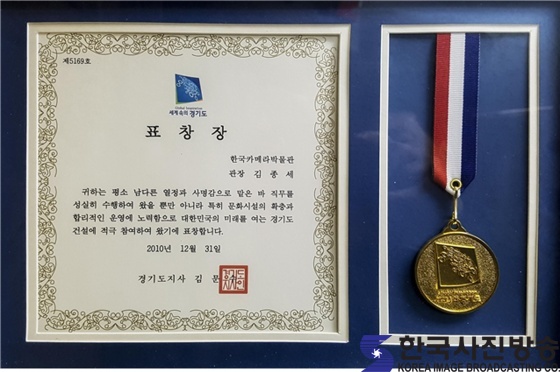 제5169호
Global Inspiration
세계 속의 경기도
표 창 장
한국카메라박물관
관장 김 종 세
귀하는 평소 남다른 열정과 사명감으로 맡은 바 직무를
성실히 수행하여 왔을 뿐만 아니라 특히 문화시설의 확충과
합리적인 운영에 노력함으로 대한민국의 미래를 여는 경기도
건설에 적극 참여하여 왔기에 표창합니다.
2010년 12월 31일
경기도지사 김 문
한국사진방송
KOREA IMAGE BROADCASTING CO